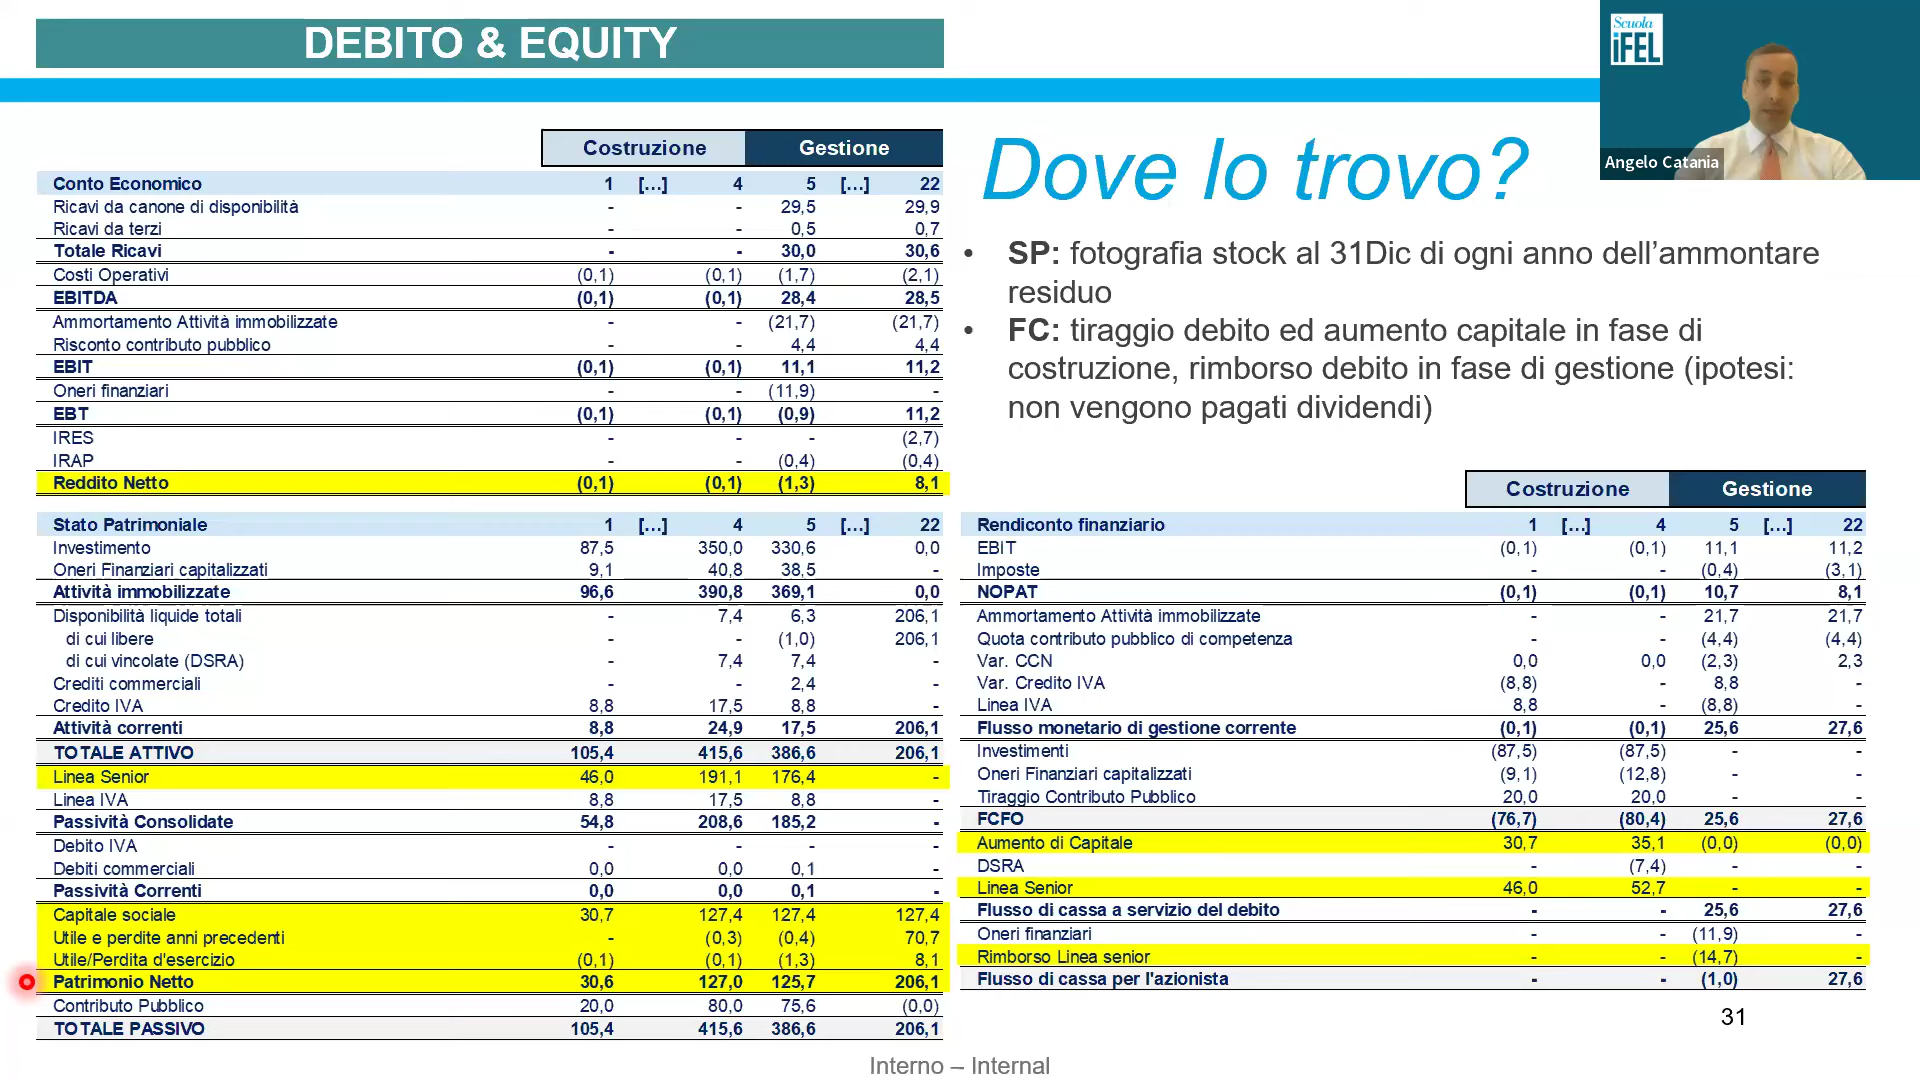 DEBITO & EQUITY
Scuola
iFEL
Angelo Catania
Costruzione Gestione
Conto Economico 1 [...] 4 5 [...] 22
Ricavi da canone di disponibilità - - 29,5 29,9
Ricavi da terzi - - 0,5 0,7
Totale Ricavi - - 30,0 30,6
Costi Operativi (0,1) (0,1) (1,7) (2,1)
EBITDA (0,1) (0,1) 28,4 28,5
Ammortamento Attività immobilizzate - - (21,7) (21,7)
Risconto contributo pubblico - - 4,4 4,4
EBIT (0,1) (0,1) 11,1 11,2
Oneri finanziari - - (11,9) -
EBT (0,1) (0,1) (0,9) 11,2
IRES - - - (2,7)
IRAP - - (0,4) (0,4)
Reddito Netto (0,1) (0,1) (1,3) 8,1
Stato Patrimoniale 1 [...] 4 5 [...] 22
Investimento 87,5 350,0 330,6 0,0
Oneri Finanziari capitalizzati 9,1 40,8 38,5 -
Attività immobilizzate 96,6 390,8 369,1 0,0
Disponibilità liquide totali - 7,4 6,3 206,1
di cui libere - - (1,0) 206,1
di cui vincolate (DSRA) - 7,4 7,4 -
Crediti commerciali - - 2,4 -
Credito IVA 8,8 17,5 8,8 -
Attività correnti 8,8 24,9 17,5 206,1
TOTALE ATTIVO 105,4 415,6 386,6 206,1
Linea Senior 46,0 191,1 176,4 -
Linea IVA 8,8 17,5 8,8 -
Passività Consolidate 54,8 208,6 185,2 -
Debito IVA - - - -
Debiti commerciali 0,0 0,0 0,1 -
Passività Correnti 0,0 0,0 0,1 -
Capitale sociale 30,7 127,4 127,4 127,4
Utile e perdite anni precedenti - (0,3) (0,4) 70,7
Utile/Perdita d'esercizio (0,1) (0,1) (1,3) 8,1
Patrimonio Netto 30,6 127,0 125,7 206,1
Contributo Pubblico 20,0 80,0 75,6 (0,0)
TOTALE PASSIVO 105,4 415,6 386,6 206,1
Dove lo trovo?
• SP: fotografia stock al 31Dic di ogni anno dell’ammontare
residuo
• FC: tiraggio debito ed aumento capitale in fase di
costruzione, rimborso debito in fase di gestione (ipotesi:
non vengono pagati dividendi)
Costruzione Gestione
Rendiconto finanziario 1 [...] 4 5 [...] 22
EBIT (0,1) (0,1) 11,1 11,2
Imposte - - (0,4) (3,1)
NOPAT (0,1) (0,1) 10,7 8,1
Ammortamento Attività immobilizzate - - 21,7 21,7
Quota contributo pubblico di competenza - - (4,4) (4,4)
Var. CCN 0,0 0,0 (2,3) 2,3
Var. Credito IVA (8,8) - 8,8 -
Linea IVA 8,8 - (8,8) -
Flusso monetario di gestione corrente (0,1) (0,1) 25,6 27,6
Investimenti (87,5) (87,5) - -
Oneri Finanziari capitalizzati (9,1) (12,8) - -
Tiraggio Contributo Pubblico 20,0 20,0 - -
FCFO (76,7) (80,4) 25,6 27,6
Aumento di Capitale 30,7 35,1 (0,0) (0,0)
DSRA - (7,4) - -
Linea Senior 46,0 52,7 - -
Flusso di cassa a servizio del debito - - 25,6 27,6
Oneri finanziari - - (11,9) -
Rimborso Linea senior - - (14,7) -
Flusso di cassa per l'azionista - - (1,0) 27,6
31
Interno – Internal